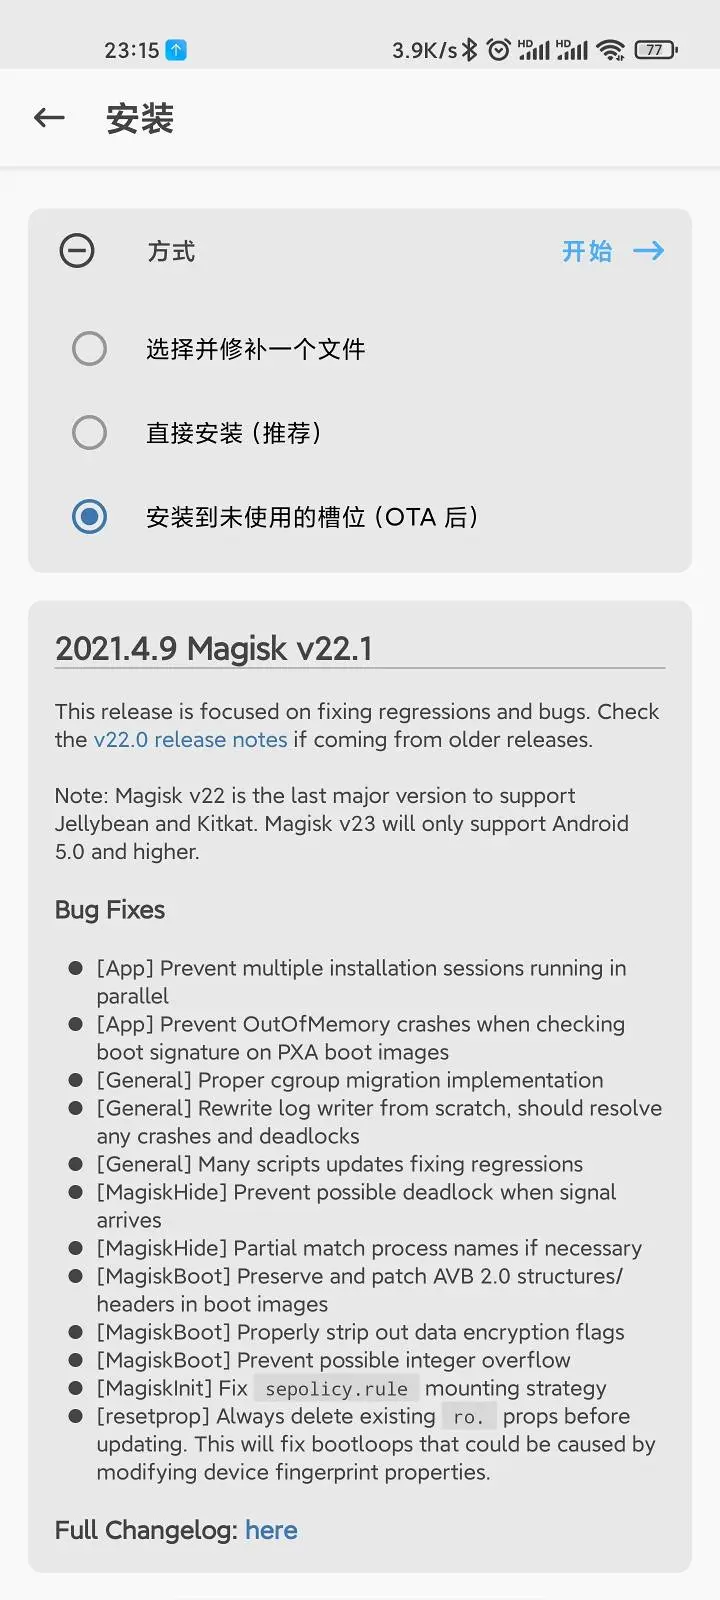 23:15 3.9K/s HD HD 77
安装
方式 开始
选择并修补一个文件
直接安装（推荐）
安装到未使用的槽位（OTA 后）
2021.4.9 Magisk v22.1
This release is focused on fixing regressions and bugs. Check
the v22.0 release notes if coming from older releases.
Note: Magisk v22 is the last major version to support
Jellybean and Kitkat. Magisk v23 will only support Android
5.0 and higher.
Bug Fixes
● [App] Prevent multiple installation sessions running in
parallel
● [App] Prevent OutOfMemory crashes when checking
boot signature on PXA boot images
● [General] Proper cgroup migration implementation
● [General] Rewrite log writer from scratch, should resolve
any crashes and deadlocks
● [General] Many scripts updates fixing regressions
● [MagiskHide] Prevent possible deadlock when signal
arrives
● [MagiskHide] Partial match process names if necessary
● [MagiskBoot] Preserve and patch AVB 2.0 structures/
headers in boot images
● [MagiskBoot] Properly strip out data encryption flags
● [MagiskBoot] Prevent possible integer overflow
● [MagiskInit] Fix sepolicy.rule mounting strategy
● [resetprop] Always delete existing ro. props before
updating. This will fix bootloops that could be caused by
modifying device fingerprint properties.
Full Changelog: here